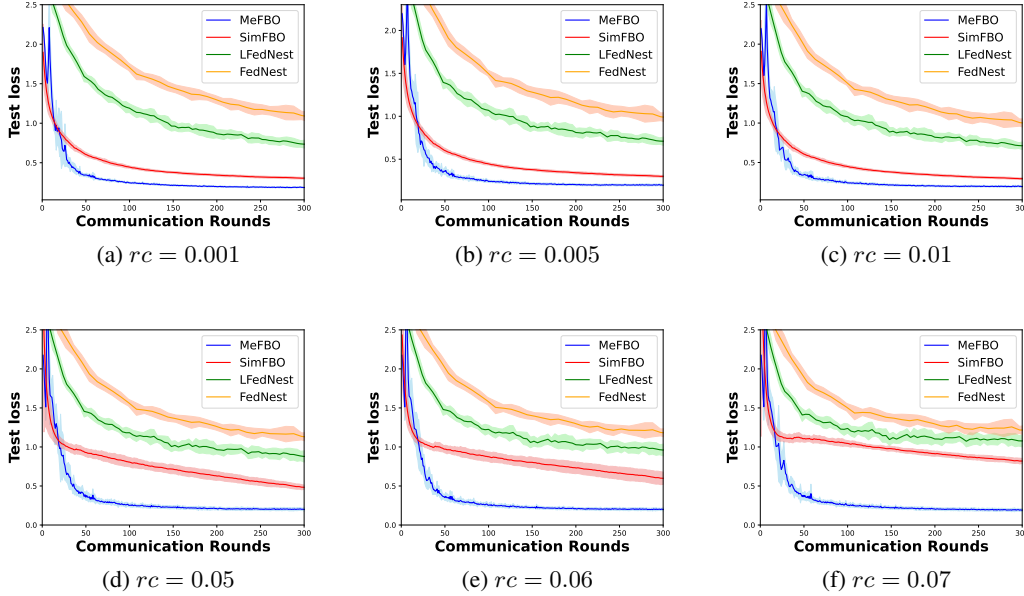 2.5
2.0
1.5
1.0
0.5
Test loss
MeFBO
SimFBO
LFedNest
FedNest
0 50 100 150 200 250 300
Communication Rounds
(a) rc = 0.001
2.5
2.0
1.5
1.0
0.5
Test loss
MeFBO
SimFBO
LFedNest
FedNest
0 50 100 150 200 250 300
Communication Rounds
(b) rc = 0.005
2.5
2.0
1.5
1.0
0.5
Test loss
MeFBO
SimFBO
LFedNest
FedNest
0 50 100 150 200 250 300
Communication Rounds
(c) rc = 0.01
2.5
2.0
1.5
1.0
0.5
0.0
Test loss
MeFBO
SimFBO
LFedNest
FedNest
0 50 100 150 200 250 300
Communication Rounds
(d) rc = 0.05
2.5
2.0
1.5
1.0
0.5
0.0
Test loss
MeFBO
SimFBO
LFedNest
FedNest
0 50 100 150 200 250 300
Communication Rounds
(e) rc = 0.06
2.5
2.0
1.5
1.0
0.5
0.0
Test loss
MeFBO
SimFBO
LFedNest
FedNest
0 50 100 150 200 250 300
Communication Rounds
(f) rc = 0.07